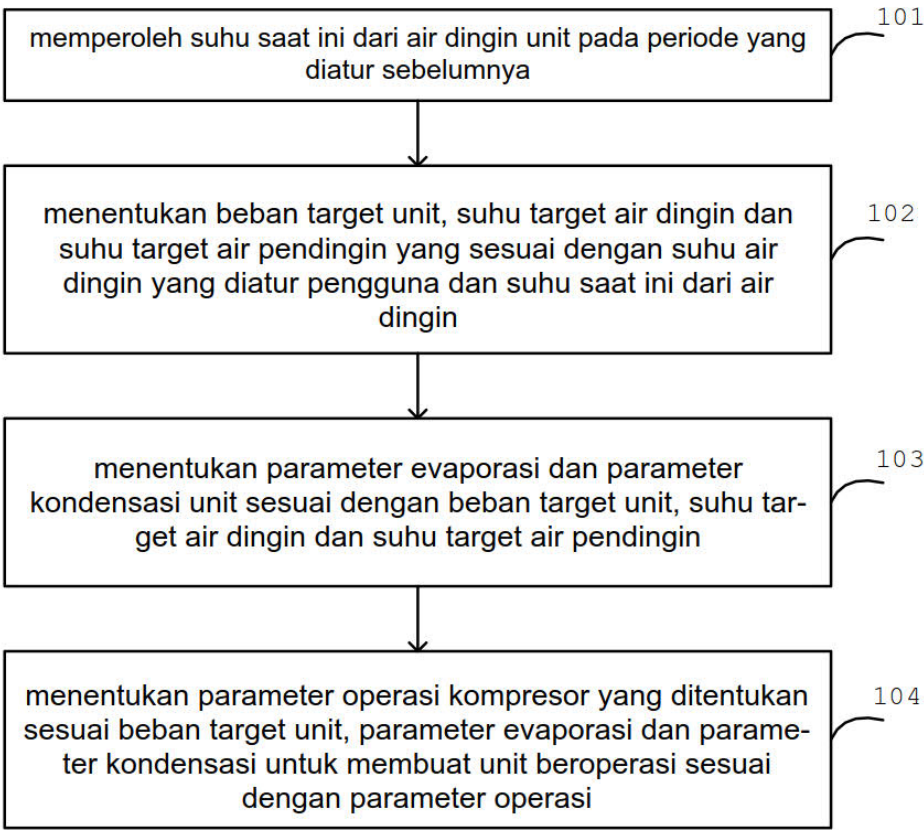 101
memperoleh suhu saat ini dari air dingin unit pada periode yang
diatur sebelumnya
102
menentukan beban target unit, suhu target air dingin dan
suhu target air pendingin yang sesuai dengan suhu air
dingin yang diatur pengguna dan suhu saat ini dari air
dingin
103
menentukan parameter evaporasi dan parameter
kondensasi unit sesuai dengan beban target unit, suhu tar-
get air dingin dan suhu target air pendingin
104
menentukan parameter operasi kompresor yang ditentukan
sesuai beban target unit, parameter evaporasi dan parame-
ter kondensasi untuk membuat unit beroperasi sesuai
dengan parameter operasi